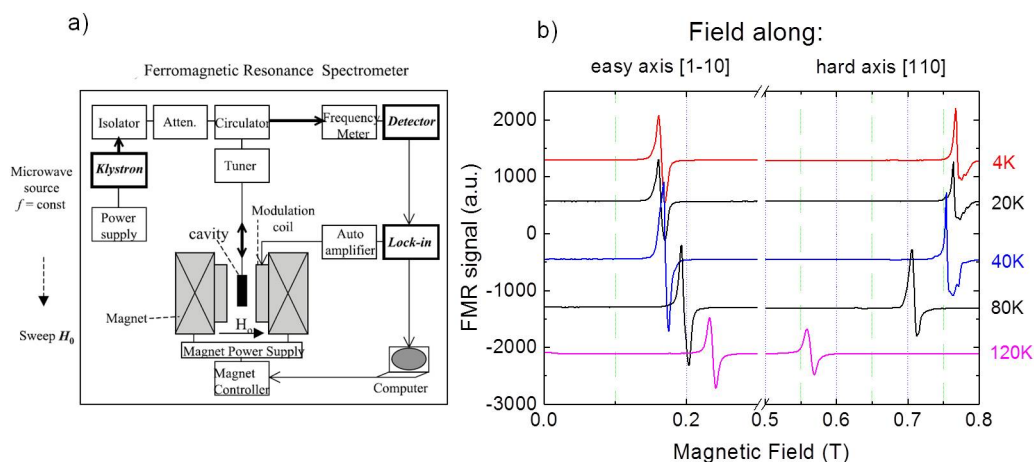 a)
Ferromagnetic Resonance Spectrometer
Isolator
Atten.
Circulator
Frequency
Meter
Detector
Klystron
Tuner
Microwave
source
f = const
Power
supply
Modulation
coil
cavity
Auto
amplifier
Lock-in
Magnet
H₀
Sweep H₀
Magnet Power Supply
Magnet
Controller
Computer
b)
Field along:
easy axis [1-10]
hard axis [110]
FMR signal (a.u.)
2000
1000
0
-1000
-2000
-3000
4K
20K
40K
80K
120K
0.0
0.2
0.5
0.6
0.7
0.8
Magnetic Field (T)